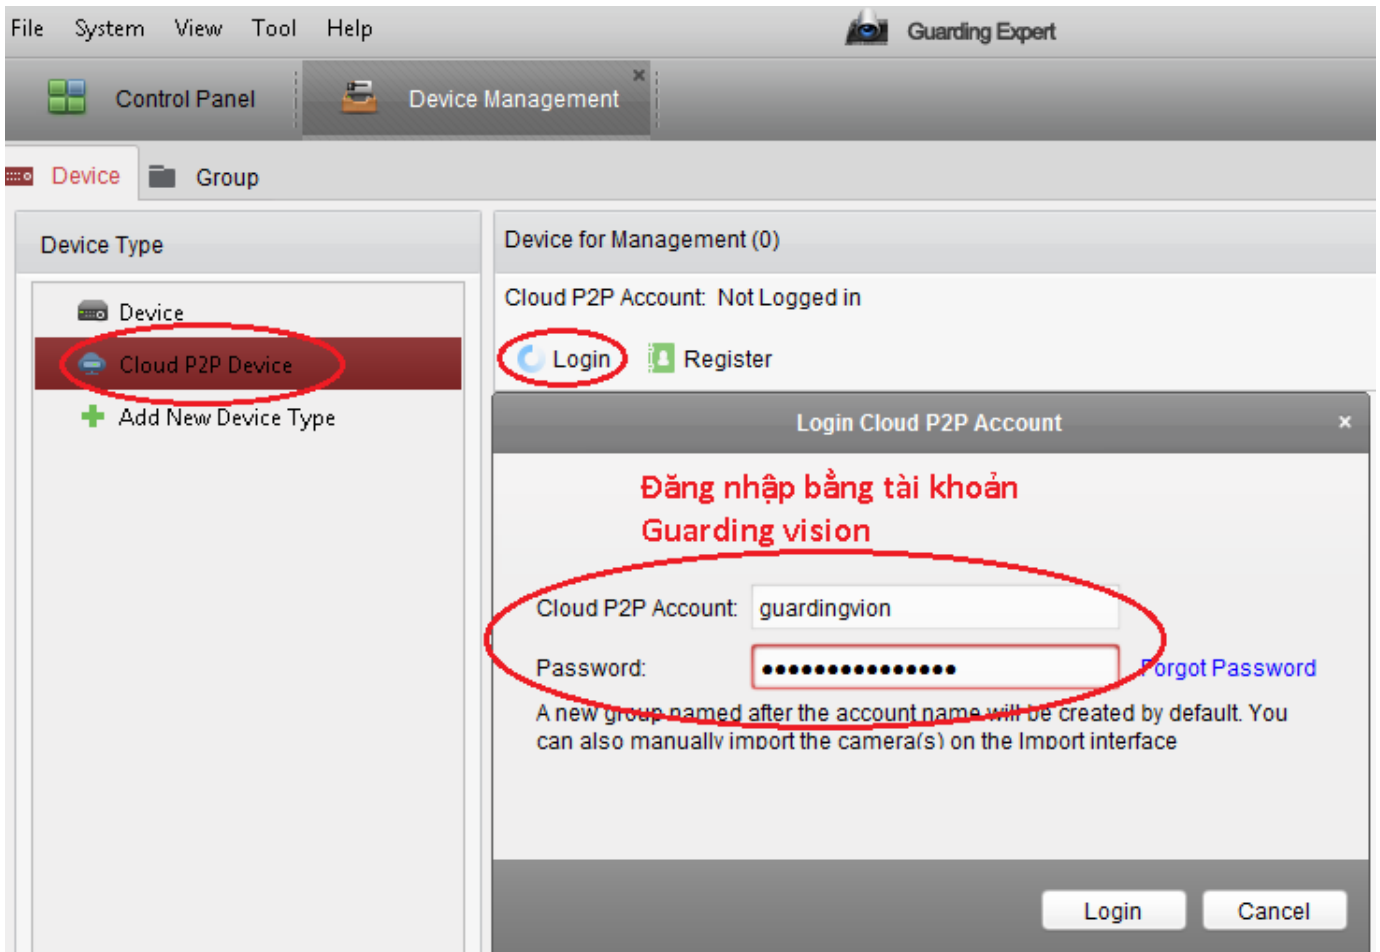 File System View Tool Help
Guarding Expert
Control Panel
Device Management
Device
Group
Device Type
Device
Cloud P2P Device
Add New Device Type
Device for Management (0)
Cloud P2P Account: Not Logged in
Login
Register
Login Cloud P2P Account
Đăng nhập bằng tài khoản
Guarding vision
Cloud P2P Account: guardingvion
Password: ●●●●●●●●●●●●●●●
Forgot Password
A new group named after the account name will be created by default. You
can also manually import the camera(s) on the Import interface
Login
Cancel